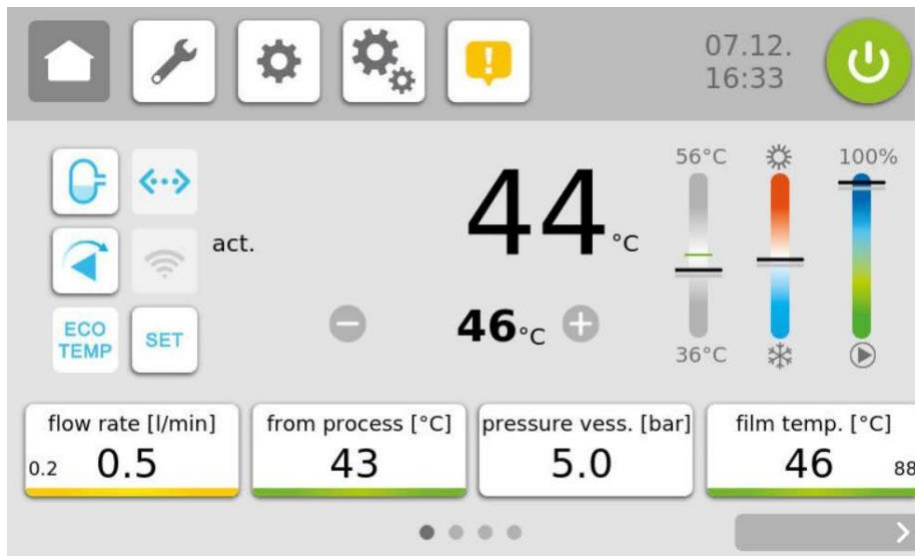 07.12.
16:33
56°C
100%
act.
44 °C
ECO
TEMP
SET
46 °C
36°C
flow rate [l/min]
0.2 0.5
from process [°C]
43
pressure vess. [bar]
5.0
film temp. [°C]
46 88